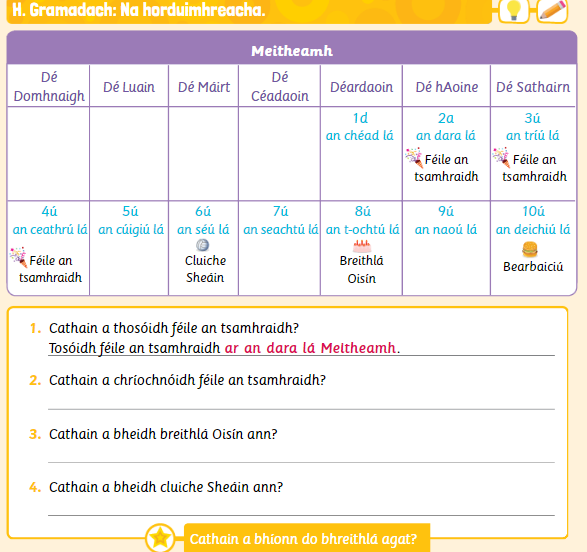 H. Gramadach: Na horduimhreacha.
Meitheamh
Dé Domhnaigh
Dé Luain
Dé Máirt
Dé Céadaoin
Déardaoin
Dé hAoine
Dé Sathairn
1d
an chéad lá
2a
an dara lá
Féile an
tsamhraidh
3ú
an tríú lá
Féile an
tsamhraidh
4ú
an ceathrú lá
Féile an
tsamhraidh
5ú
an cúigiú lá
6ú
an séú lá
Cluiche
Sheáin
7ú
an seachtú lá
8ú
an t-ochtú lá
Breithlá
Oisín
9ú
an naoú lá
10ú
an deichiú lá
Bearbaiciú
1. Cathain a thosóidh féile an tsamhraidh?
Tosóidh féile an tsamhraidh ar an dara lá Meitheamh.
2. Cathain a chríochnóidh féile an tsamhraidh?
3. Cathain a bheidh breithlá Oisín ann?
4. Cathain a bheidh cluiche Sheáin ann?
Cathain a bhíonn do bhreithlá agat?